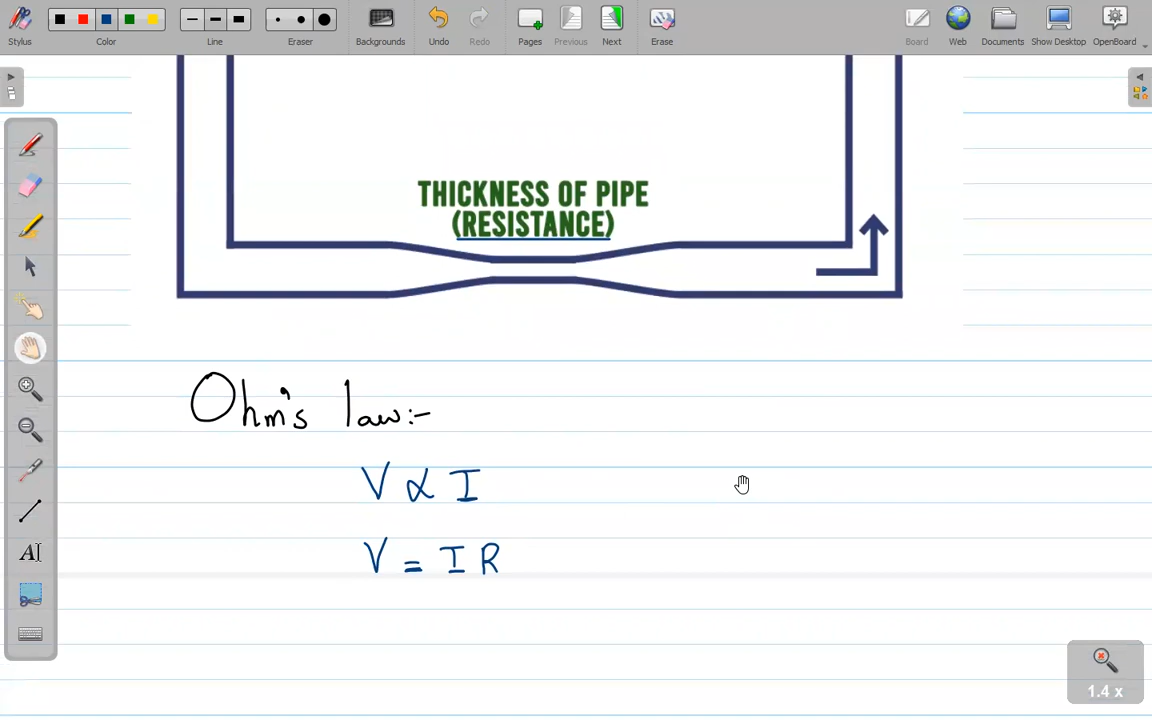 Stylus Color Line Eraser Backgrounds Undo Redo Pages Previous Next Erase Board Web Documents Show Desktop OpenBoard
THICKNESS OF PIPE
(RESISTANCE)
Ohm's law:-
V ∝ I
V = I R
AI
1.4 x